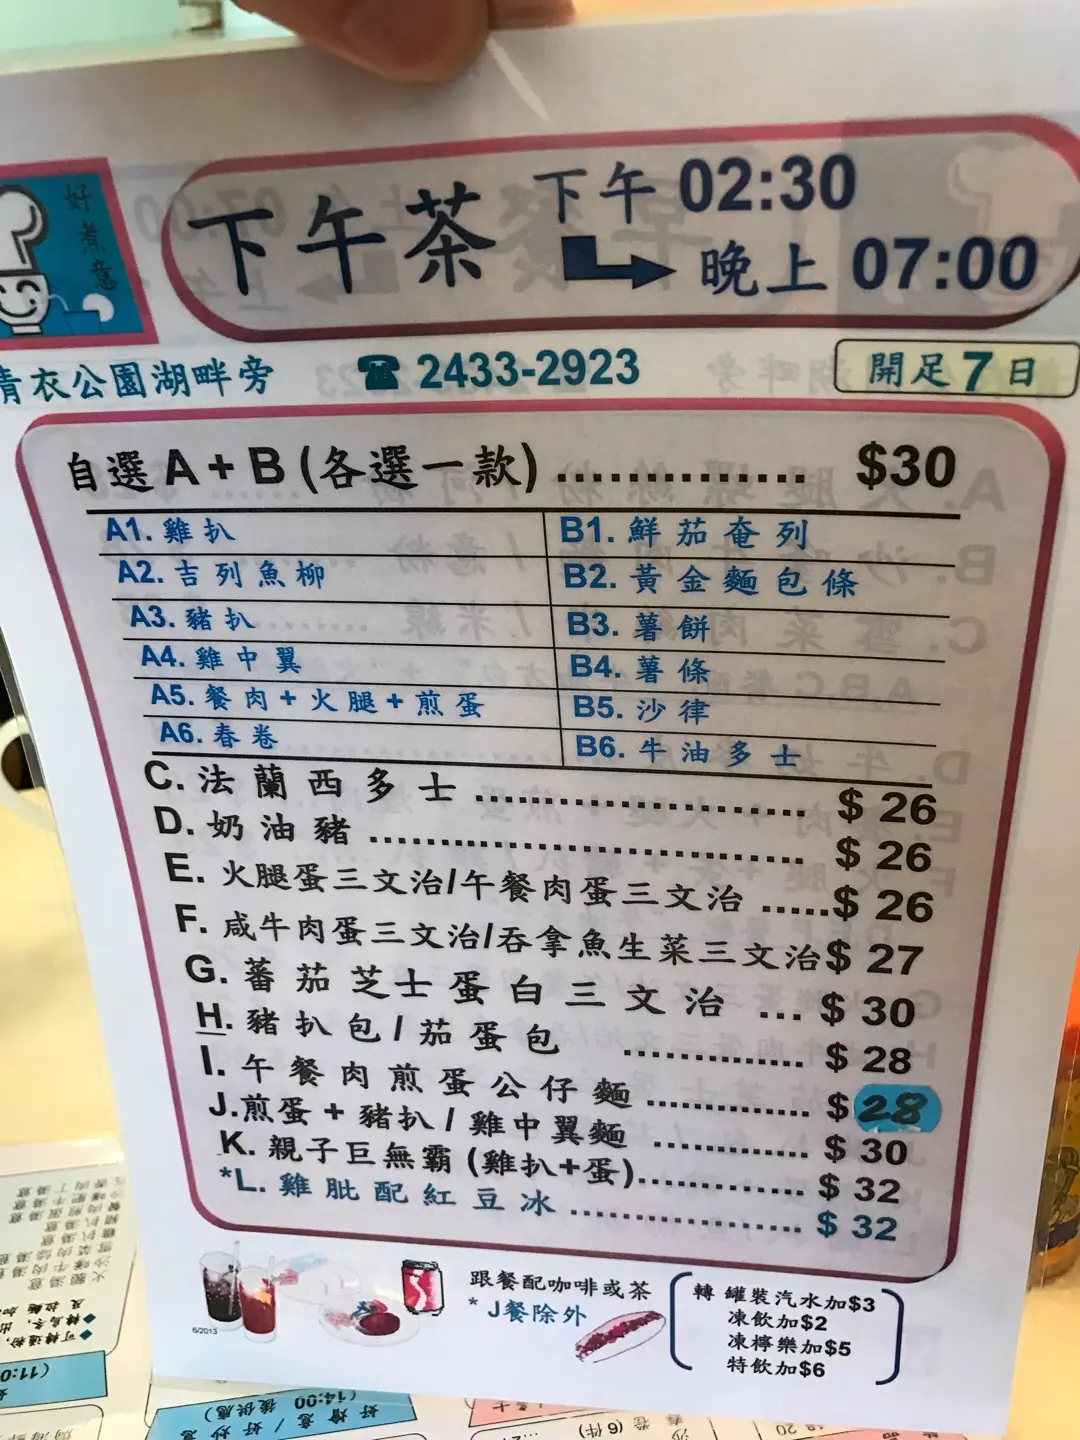 好煮意
下午茶
下午 02:30
晚上 07:00
青衣公園湖畔旁 ☎ 2433-2923 開足7日
自選A+B(各選一款) .............. $30
A1. 雞扒 B1. 鮮茄奄列
A2. 吉列魚柳 B2. 黃金麵包條
A3. 豬扒 B3. 薯餅
A4. 雞中翼 B4. 薯條
A5. 餐肉+火腿+煎蛋 B5. 沙律
A6. 春卷 B6. 牛油多士
C. 法蘭西多士 ........................ $ 26
D. 奶油豬 ................................ $ 26
E. 火腿蛋三文治/午餐肉蛋三文治 ......$ 26
F. 咸牛肉蛋三文治/吞拿魚生菜三文治$ 27
G. 蕃茄芝士蛋白三文治 ... $ 30
H. 豬扒包/茄蛋包 ............. $ 28
I. 午餐肉煎蛋公仔麵 ............. $ 28
J.煎蛋+豬扒/雞中翼麵 ............ $ 30
K. 親子巨無霸(雞扒+蛋).............. $ 32
*L. 雞肶配紅豆冰 .................. $ 32
跟餐配咖啡或茶
* J餐除外
轉 罐裝汽水加$3
凍飲加$2
凍檸樂加$5
特飲加$6
6/2013